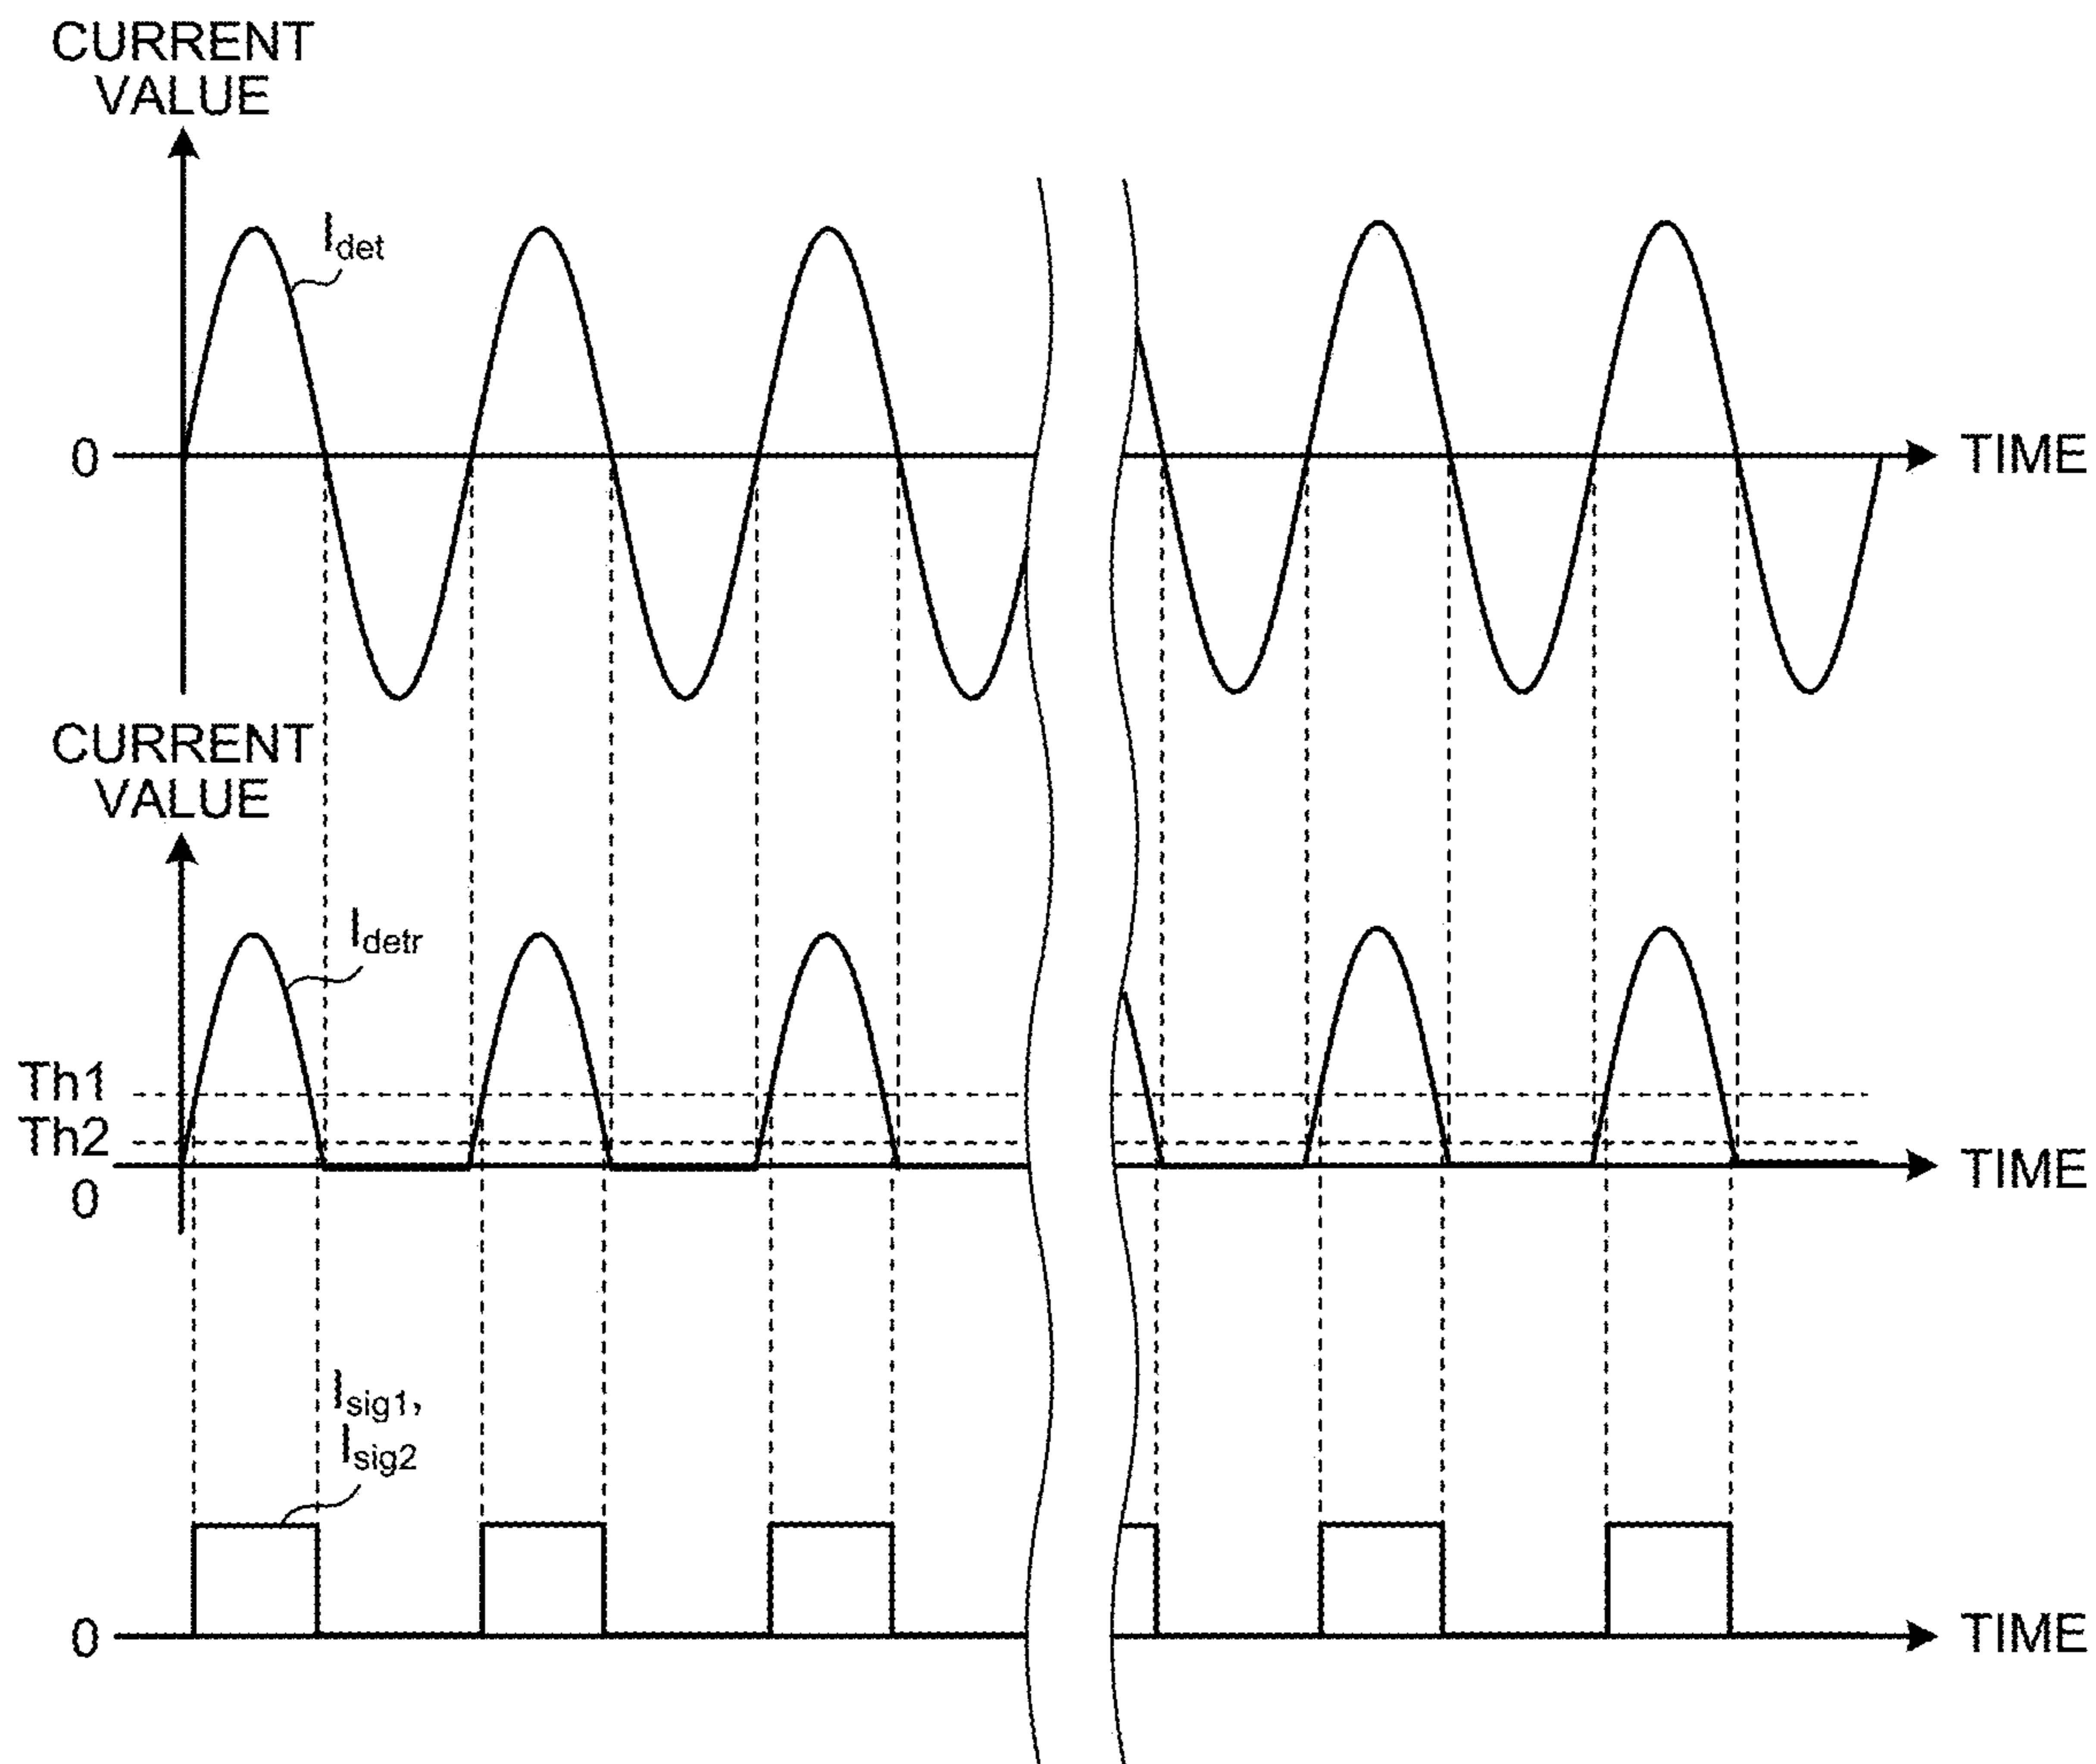 CURRENT
VALUE
Idet
0
TIME
CURRENT
VALUE
Idetr
Th1
Th2
0
TIME
Isig1,
Isig2
0
TIME